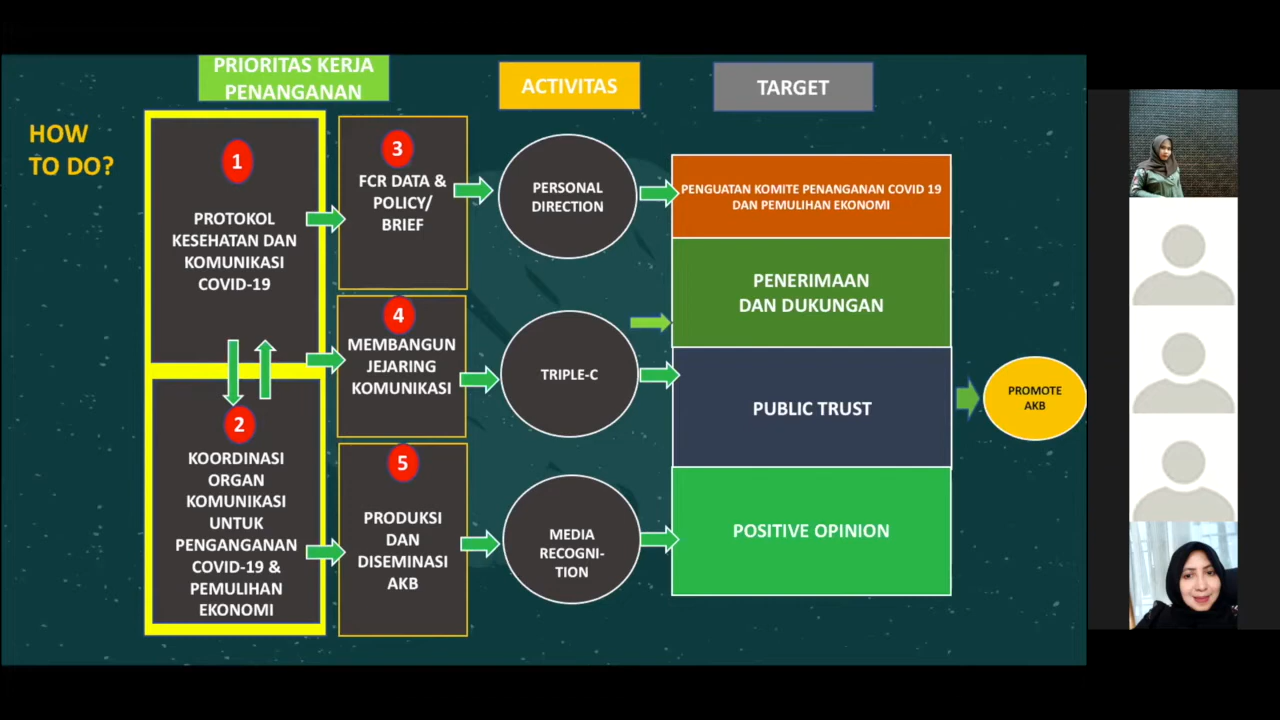 PRIORITAS KERJA
PENANGANAN
ACTIVITAS
TARGET
HOW
TO DO?
1
PROTOKOL
KESEHATAN DAN
KOMUNIKASI
COVID-19
2
KOORDINASI
ORGAN
KOMUNIKASI
UNTUK
PENGANGANAN
COVID-19 &
PEMULIHAN
EKONOMI
3
FCR DATA &
POLICY/
BRIEF
4
MEMBANGUN
JEJARING
KOMUNIKASI
5
PRODUKSI
DAN
DISEMINASI
AKB
PERSONAL
DIRECTION
TRIPLE-C
MEDIA
RECOGNI-
TION
PENGUATAN KOMITE PENANGANAN COVID 19
DAN PEMULIHAN EKONOMI
PENERIMAAN
DAN DUKUNGAN
PUBLIC TRUST
POSITIVE OPINION
PROMOTE
AKB